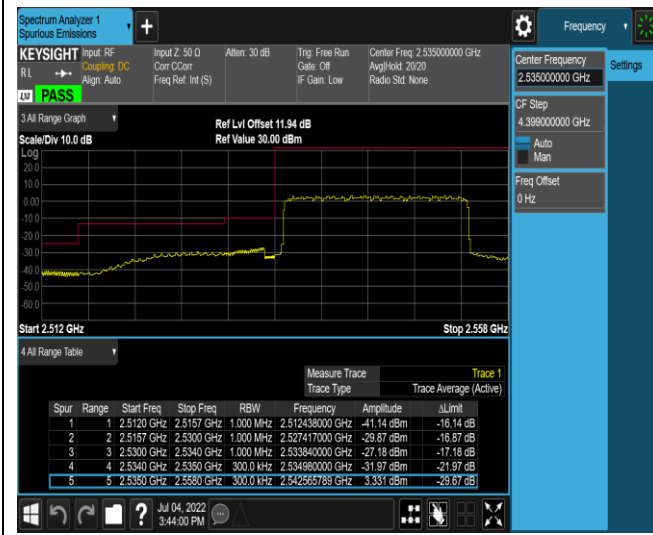 Spectrum Analyzer 1
Spurious Emissions
Frequency
KEYSIGHT
RL
LXI
PASS
Input: RF
Coupling: DC
Align: Auto
Input Z: 50 Ω
Corr CCorr
Freq Ref: Int (S)
Atten: 30 dB
Trig: Free Run
Gate: Off
IF Gain: Low
Center Freq: 2.535000000 GHz
Avg|Hold: 20/20
Radio Std: None
Center Frequency
2.535000000 GHz
Settings
CF Step
4.399000000 GHz
Auto
Man
Freq Offset
0 Hz
3 All Range Graph
Scale/Div 10.0 dB
Ref Lvl Offset 11.94 dB
Ref Value 30.00 dBm
Log
20.0
10.0
0.00
-10.0
-20.0
-30.0
-40.0
-50.0
-60.0
Start 2.512 GHz Stop 2.558 GHz
4 All Range Table
Measure Trace Trace 1
Trace Type Trace Average (Active)
Spur Range Start Freq Stop Freq RBW Frequency Amplitude ΔLimit
1 1 2.5120 GHz 2.5157 GHz 1.000 MHz 2.512438000 GHz -41.14 dBm -16.14 dB
2 2 2.5157 GHz 2.5300 GHz 1.000 MHz 2.527417000 GHz -29.87 dBm -16.87 dB
3 3 2.5300 GHz 2.5340 GHz 1.000 MHz 2.533840000 GHz -27.18 dBm -17.18 dB
4 4 2.5340 GHz 2.5350 GHz 300.0 kHz 2.534980000 GHz -31.97 dBm -21.97 dB
5 5 2.5350 GHz 2.5580 GHz 300.0 kHz 2.542565789 GHz 3.331 dBm -29.67 dB
?
Jul 04, 2022
3:44:00 PM